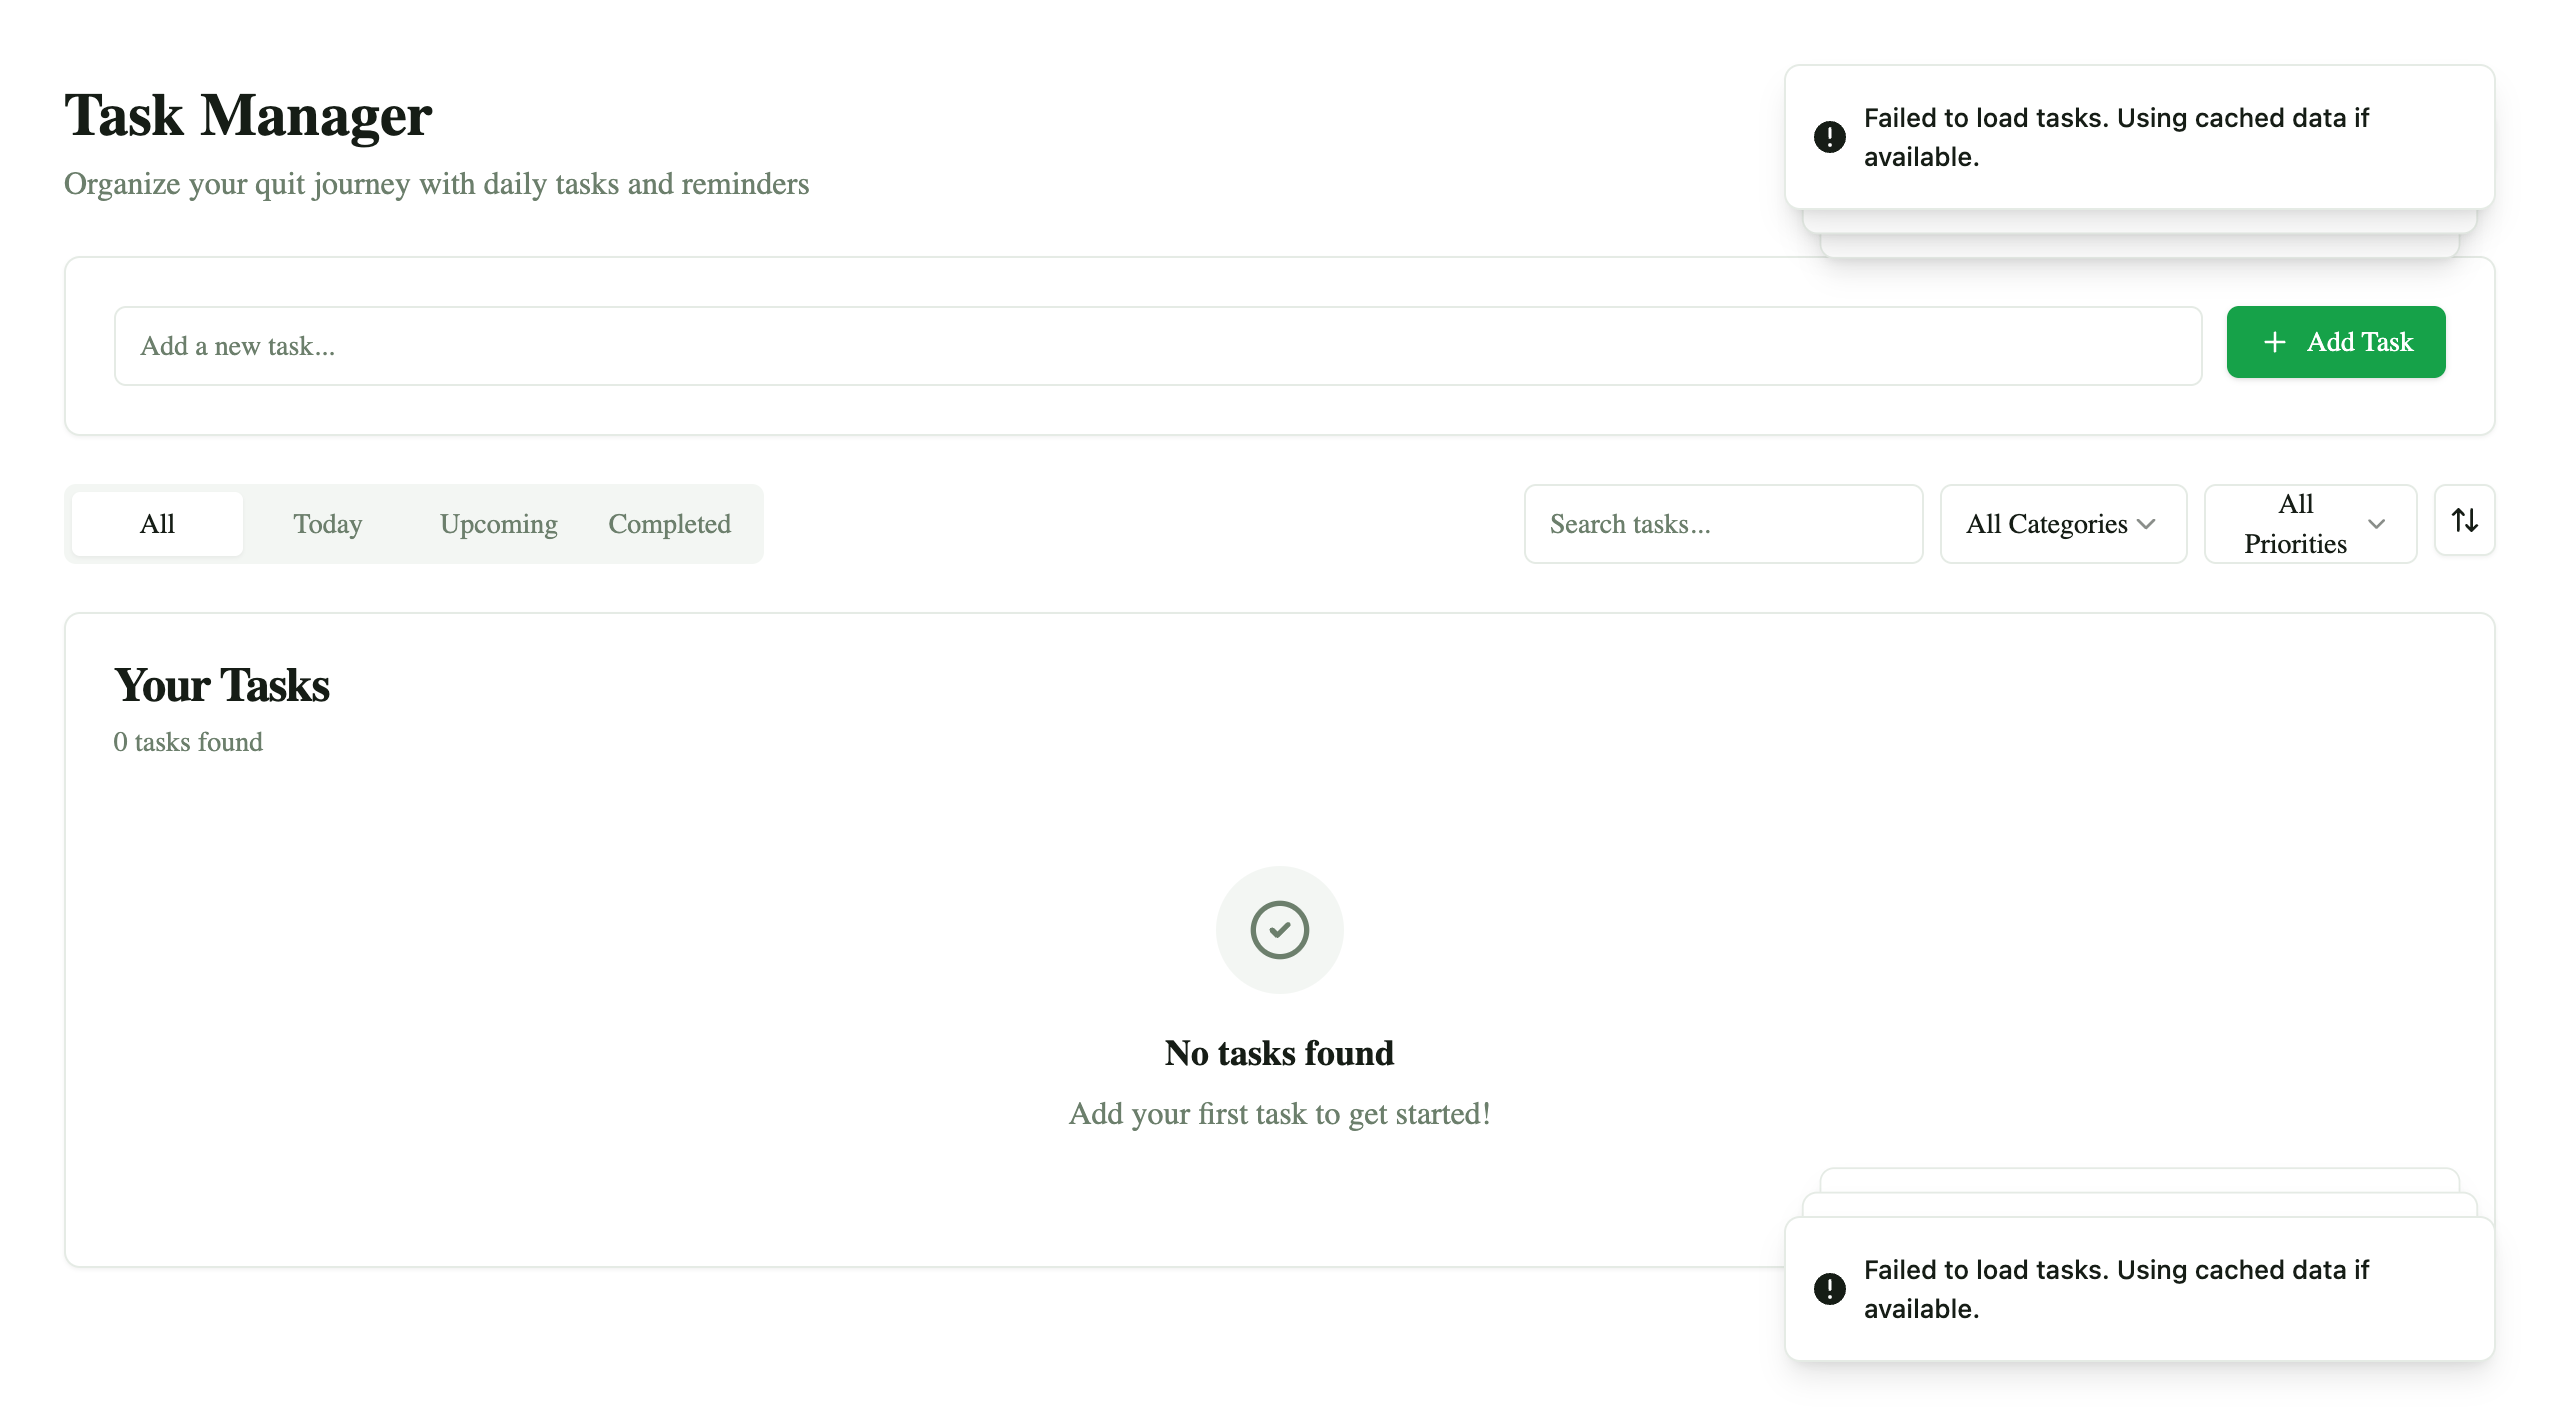 Task Manager
Organize your quit journey with daily tasks and reminders
Failed to load tasks. Using cached data if
available.
Add a new task...
Add Task
All
Today
Upcoming
Completed
Search tasks...
All Categories
All
Priorities
Your Tasks
0 tasks found
No tasks found
Add your first task to get started!
Failed to load tasks. Using cached data if
available.